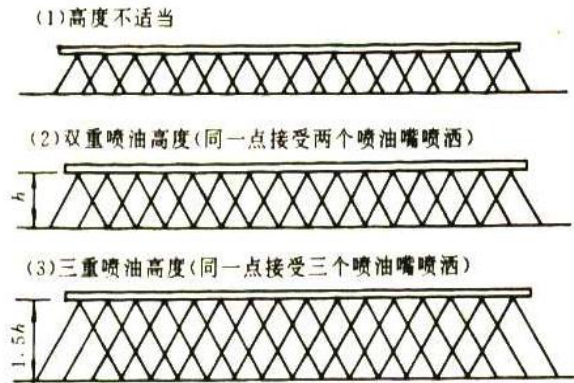 (1)高度不适当
(2)双重喷油高度(同一点接受两个喷油嘴喷洒)
h
(3)三重喷油高度(同一点接受三个喷油嘴喷洒)
1.5h